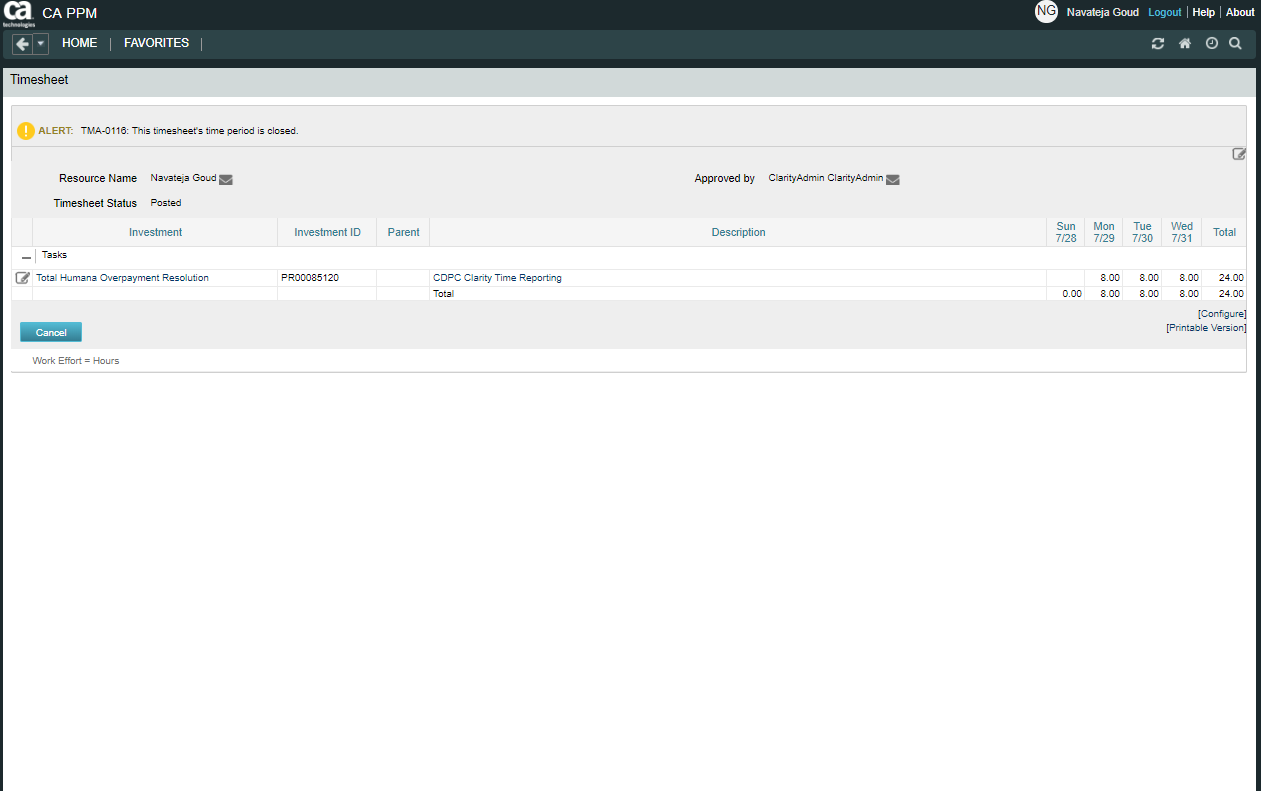 ca technologies CA PPM NG Navateja Goud Logout | Help | About
HOME | FAVORITES |
Timesheet
! ALERT: TMA-0116: This timesheet's time period is closed.
Resource Name Navateja Goud Approved by ClarityAdmin ClarityAdmin
Timesheet Status Posted
Investment Investment ID Parent Description Sun 7/28 Mon 7/29 Tue 7/30 Wed 7/31 Total
Tasks
Total Humana Overpayment Resolution PR00085120 CDPC Clarity Time Reporting 8.00 8.00 8.00 24.00
Total 0.00 8.00 8.00 8.00 24.00
[Configure]
[Printable Version]
Cancel
Work Effort = Hours